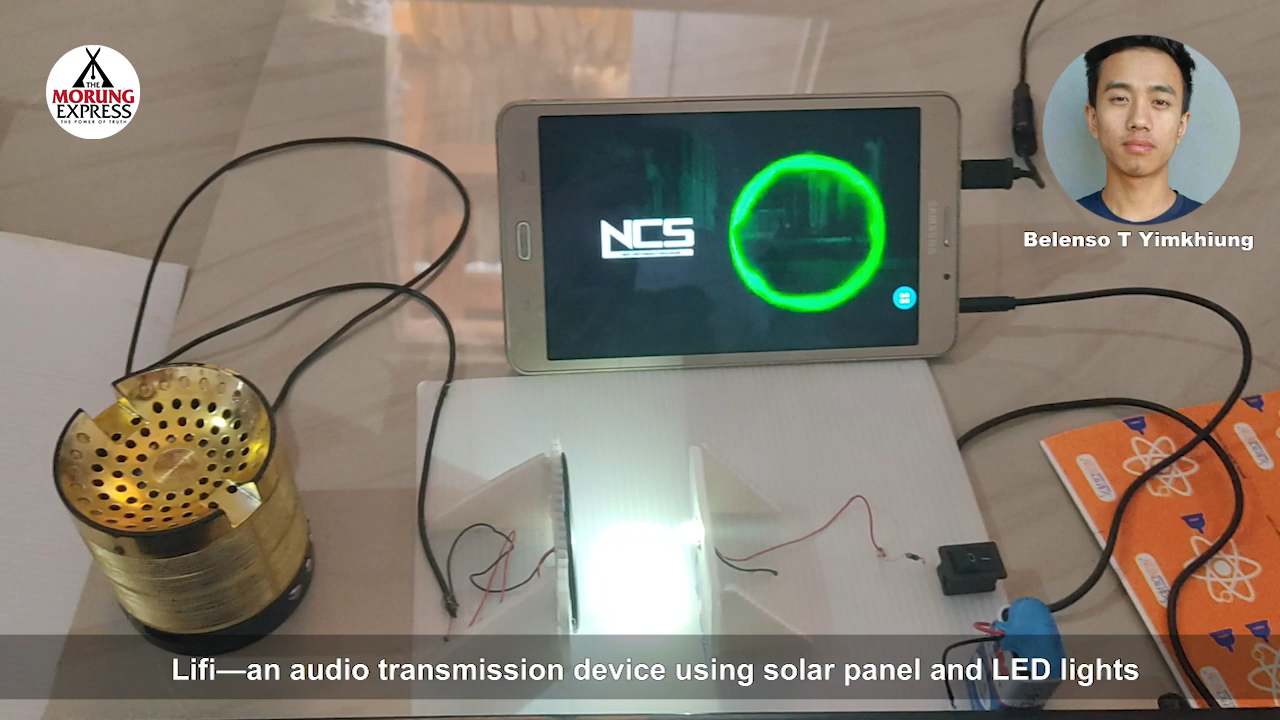 THE
MORUNG
EXPRESS
THE POWER OF TRUTH
NCS
SAMSUNG
Belenso T Yimkhiung
Lifi—an audio transmission device using solar panel and LED lights